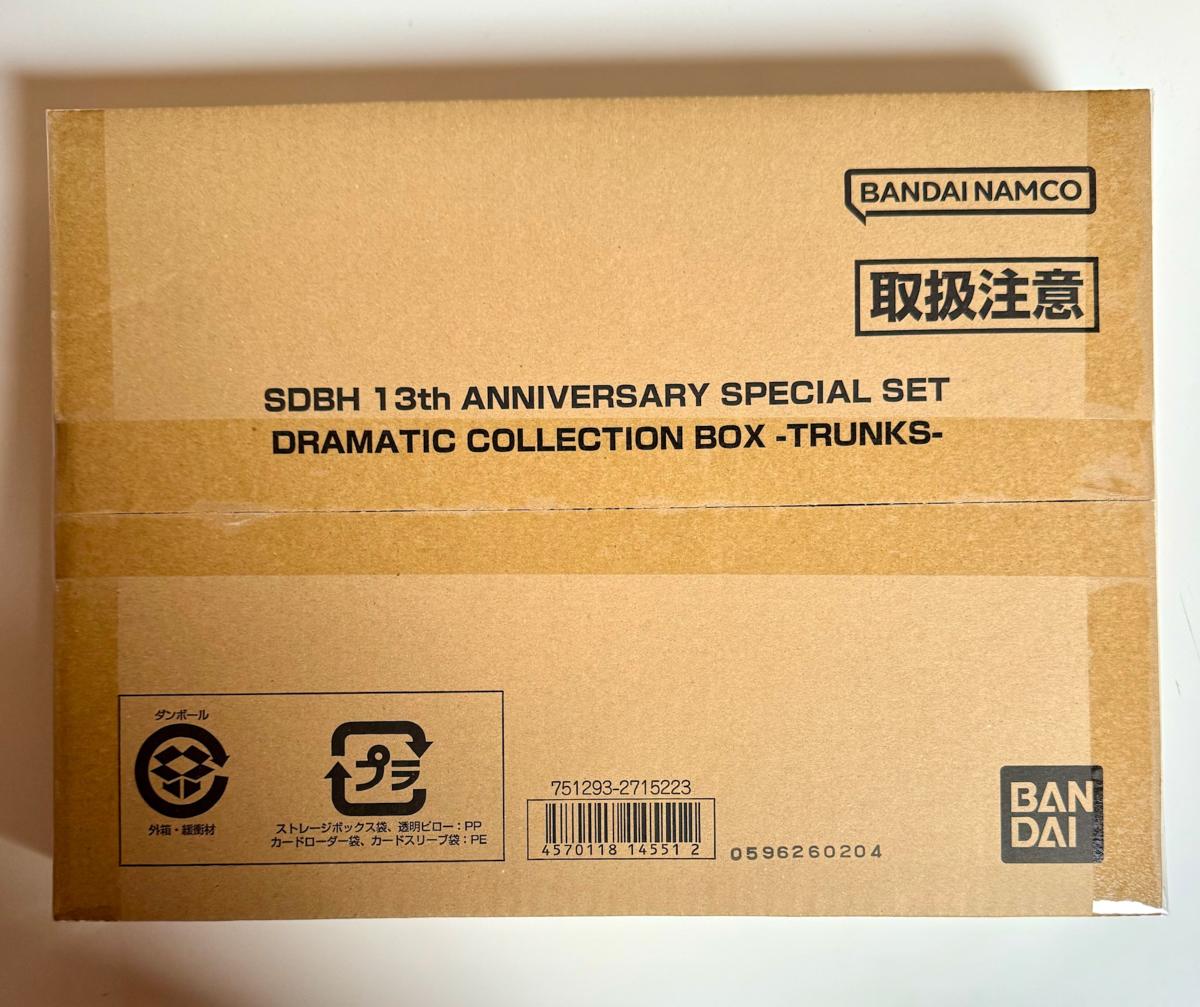 BANDAI NAMCO
取扱注意
SDBH 13th ANNIVERSARY SPECIAL SET
DRAMATIC COLLECTION BOX -TRUNKS-
ダンボール
外箱・緩衝材
プラ
ストレージボックス袋、透明ピロー：PP
カードローダー袋、カードスリーブ袋：PE
751293-2715223
4570118 14551 2
0596260204
BAN
DAI